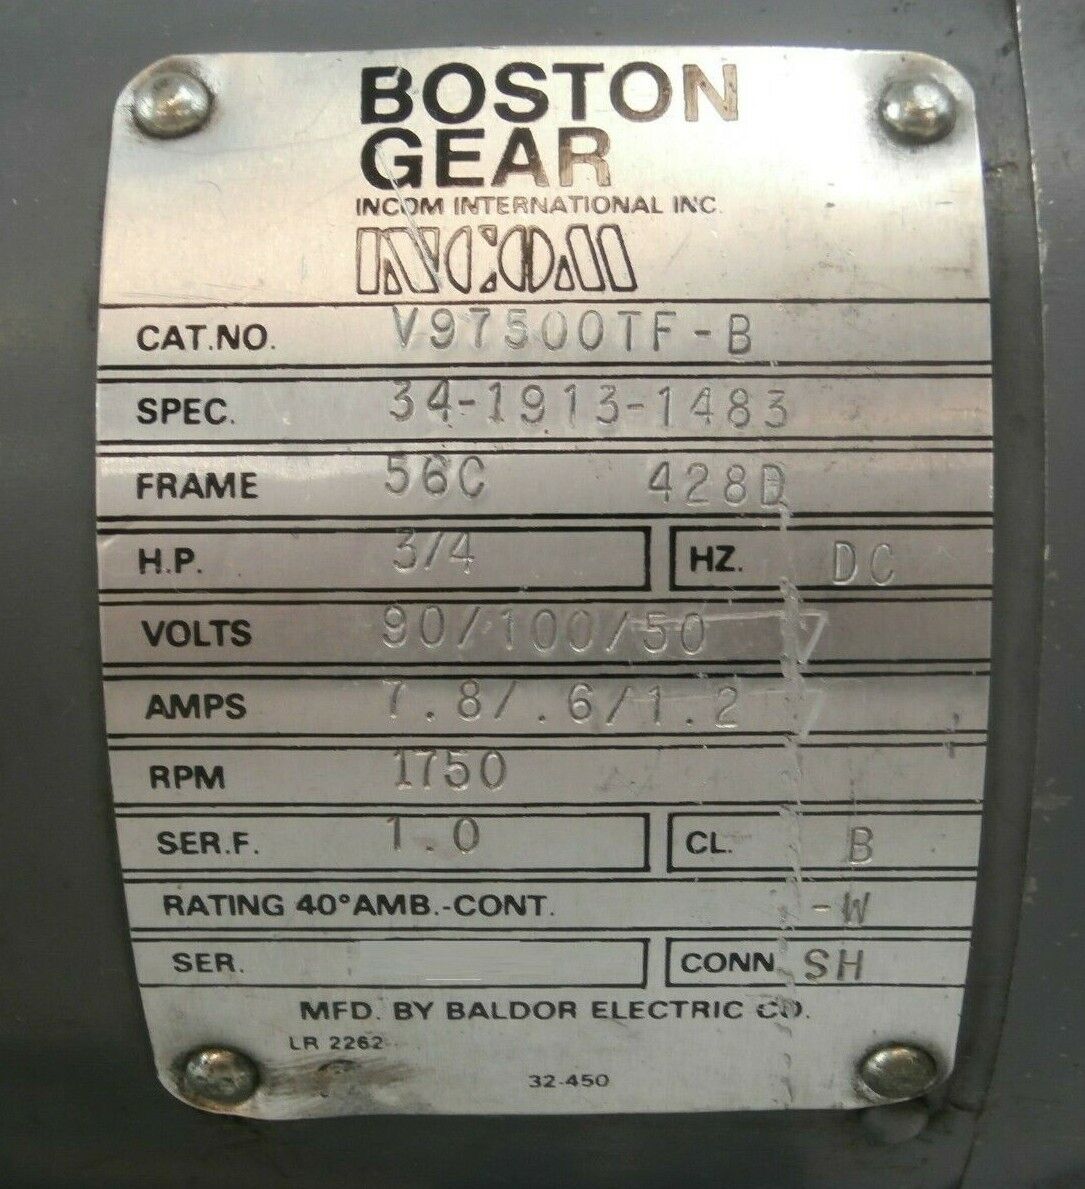 BOSTON
GEAR
INCOM INTERNATIONAL INC.
INCOM
CAT.NO. V97500TF-B
SPEC. 34-1913-1483
FRAME 56C 428D
H.P. 3/4 HZ. DC
VOLTS 90/100/50
AMPS 7.8/.6/1.2
RPM 1750
SER.F. 1.0 CL. B
RATING 40°AMB.-CONT. -W
SER. CONN SH
MFD. BY BALDOR ELECTRIC CO.
LR 2262
32-450